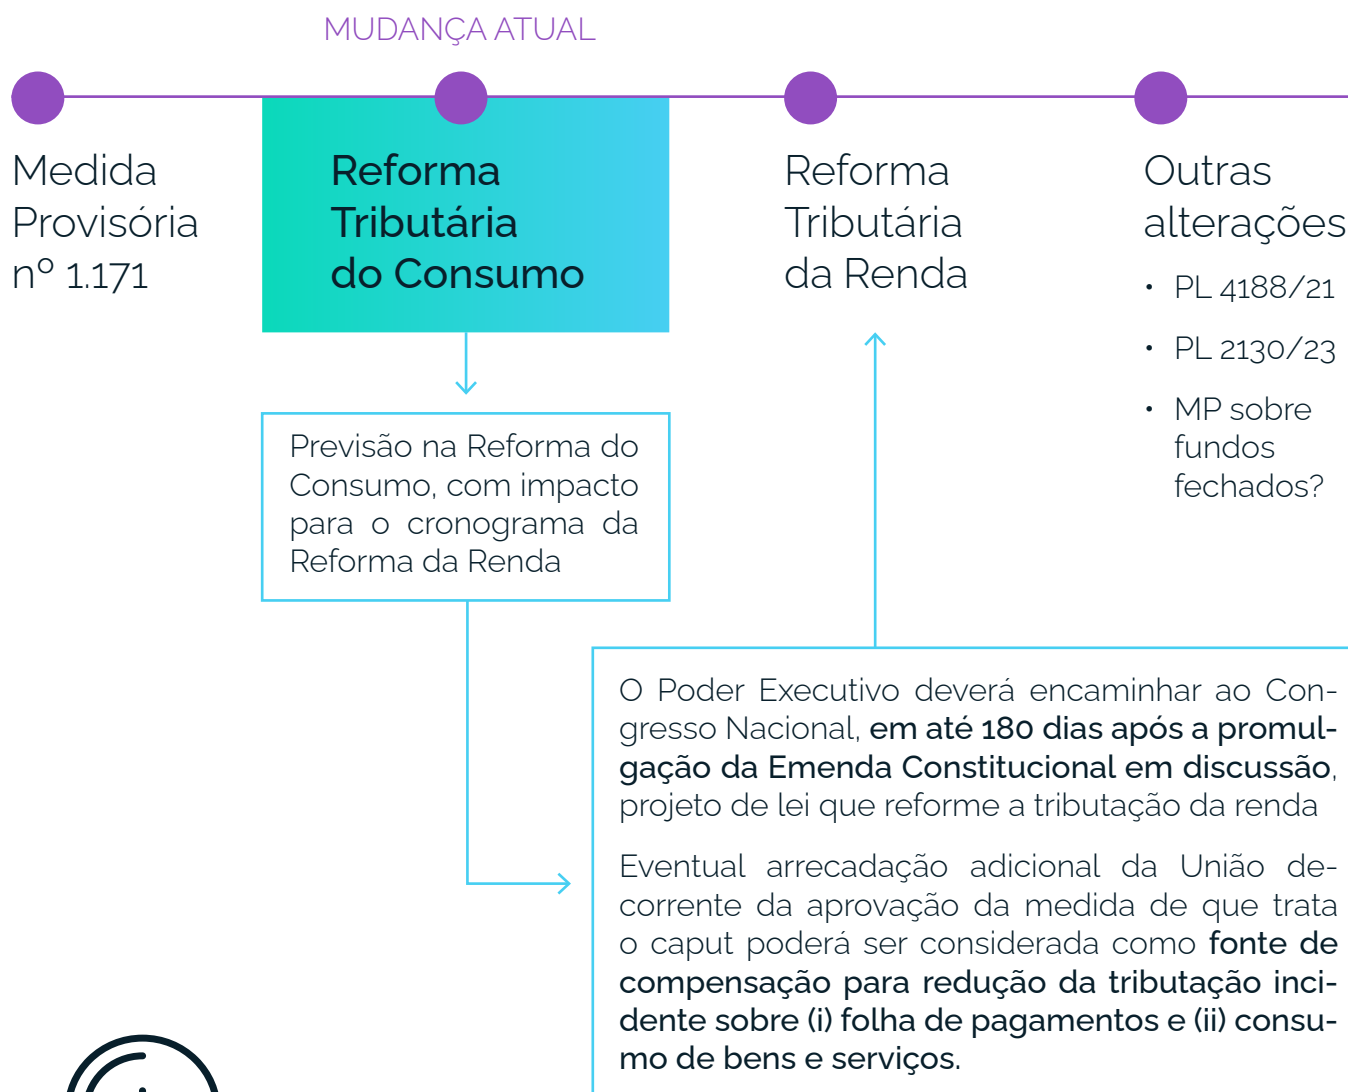 MUDANÇA ATUAL
Medida
Provisória
nº 1.171
Reforma
Tributária
do Consumo
Reforma
Tributária
da Renda
Outras
alterações
• PL 4188/21
• PL 2130/23
• MP sobre
fundos
fechados?
Previsão na Reforma do
Consumo, com impacto
para o cronograma da
Reforma da Renda
O Poder Executivo deverá encaminhar ao Con-
gresso Nacional, em até 180 dias após a promul-
gação da Emenda Constitucional em discussão,
projeto de lei que reforme a tributação da renda
Eventual arrecadação adicional da União de-
corrente da aprovação da medida de que trata
o caput poderá ser considerada como fonte de
compensação para redução da tributação inci-
dente sobre (i) folha de pagamentos e (ii) consu-
mo de bens e serviços.